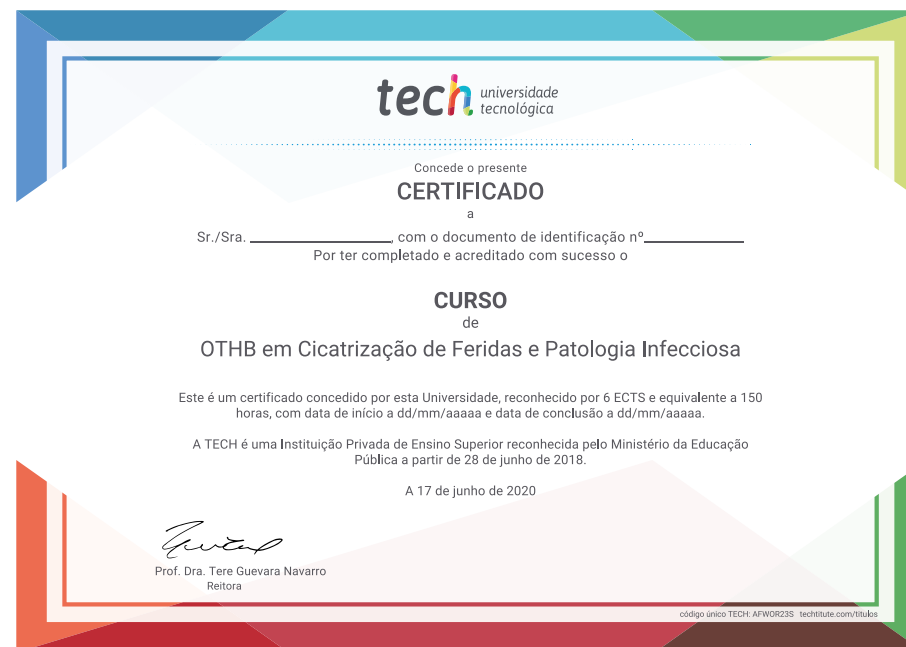 tech universidade
tecnológica
Concede o presente
CERTIFICADO
a
Sr./Sra. ____________, com o documento de identificação nº____________
Por ter completado e acreditado com sucesso o
CURSO
de
OTHB em Cicatrização de Feridas e Patologia Infecciosa
Este é um certificado concedido por esta Universidade, reconhecido por 6 ECTS e equivalente a 150
horas, com data de início a dd/mm/aaaaa e data de conclusão a dd/mm/aaaaa.
A TECH é uma Instituição Privada de Ensino Superior reconhecida pelo Ministério da Educação
Pública a partir de 28 de junho de 2018.
A 17 de junho de 2020
Prof. Dra. Tere Guevara Navarro
Reitora
código único TECH: AFWOR23S techtitute.com/titulos